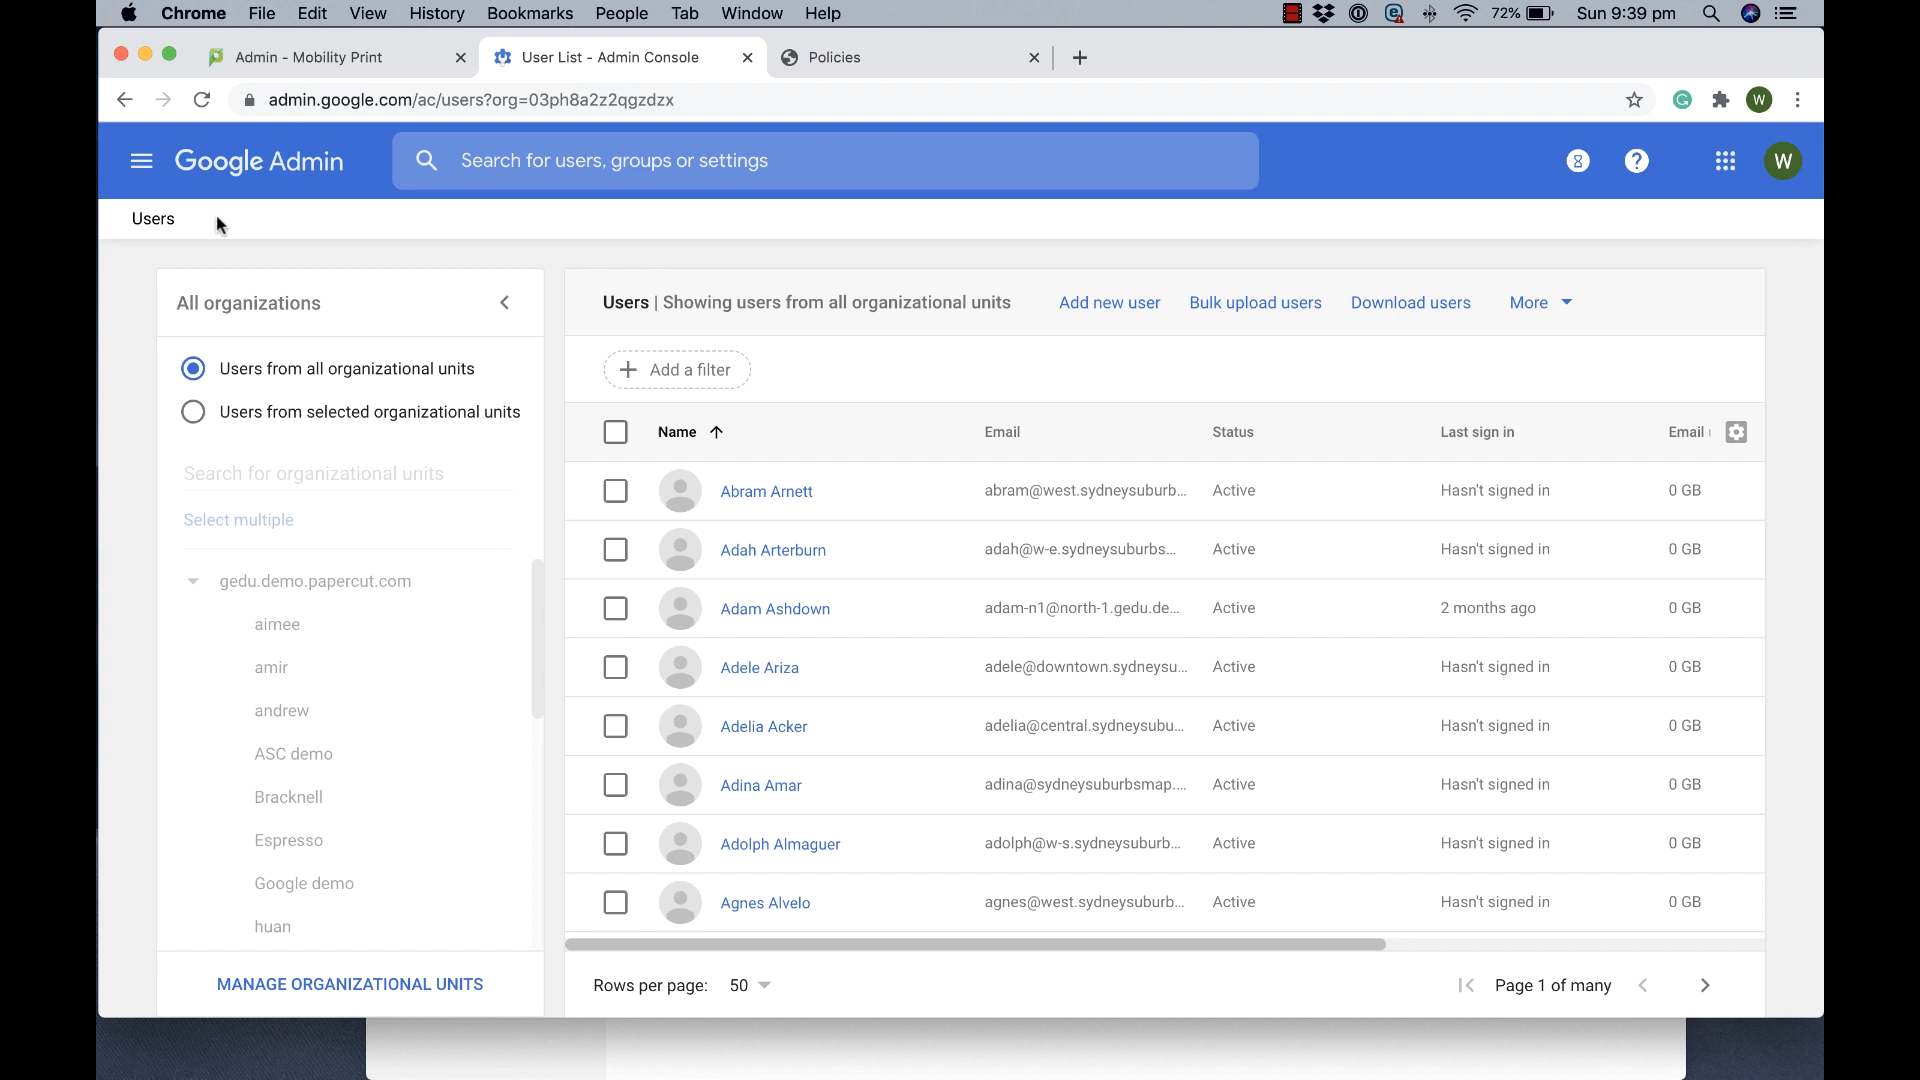 Chrome File Edit View History Bookmarks People Tab Window Help 72% Sun 9:39 pm
Admin - Mobility Print User List - Admin Console Policies
admin.google.com/ac/users?org=03ph8a2z2qgzdzx W
Google Admin Search for users, groups or settings W
Users
All organizations
Users from all organizational units
Users from selected organizational units
Search for organizational units
Select multiple
gedu.demo.papercut.com
aimee
amir
andrew
ASC demo
Bracknell
Espresso
Google demo
huan
MANAGE ORGANIZATIONAL UNITS
Users | Showing users from all organizational units Add new user Bulk upload users Download users More
Add a filter
Name Email Status Last sign in Email
Abram Arnett abram@west.sydneysuburb... Active Hasn't signed in 0 GB
Adah Arterburn adah@w-e.sydneysuburbs... Active Hasn't signed in 0 GB
Adam Ashdown adam-n1@north-1.gedu.de... Active 2 months ago 0 GB
Adele Ariza adele@downtown.sydneysu... Active Hasn't signed in 0 GB
Adelia Acker adelia@central.sydneysubu... Active Hasn't signed in 0 GB
Adina Amar adina@sydneysuburbsmap.... Active Hasn't signed in 0 GB
Adolph Almaguer adolph@w-s.sydneysuburb... Active Hasn't signed in 0 GB
Agnes Alvelo agnes@west.sydneysuburb... Active Hasn't signed in 0 GB
Rows per page: 50 Page 1 of many